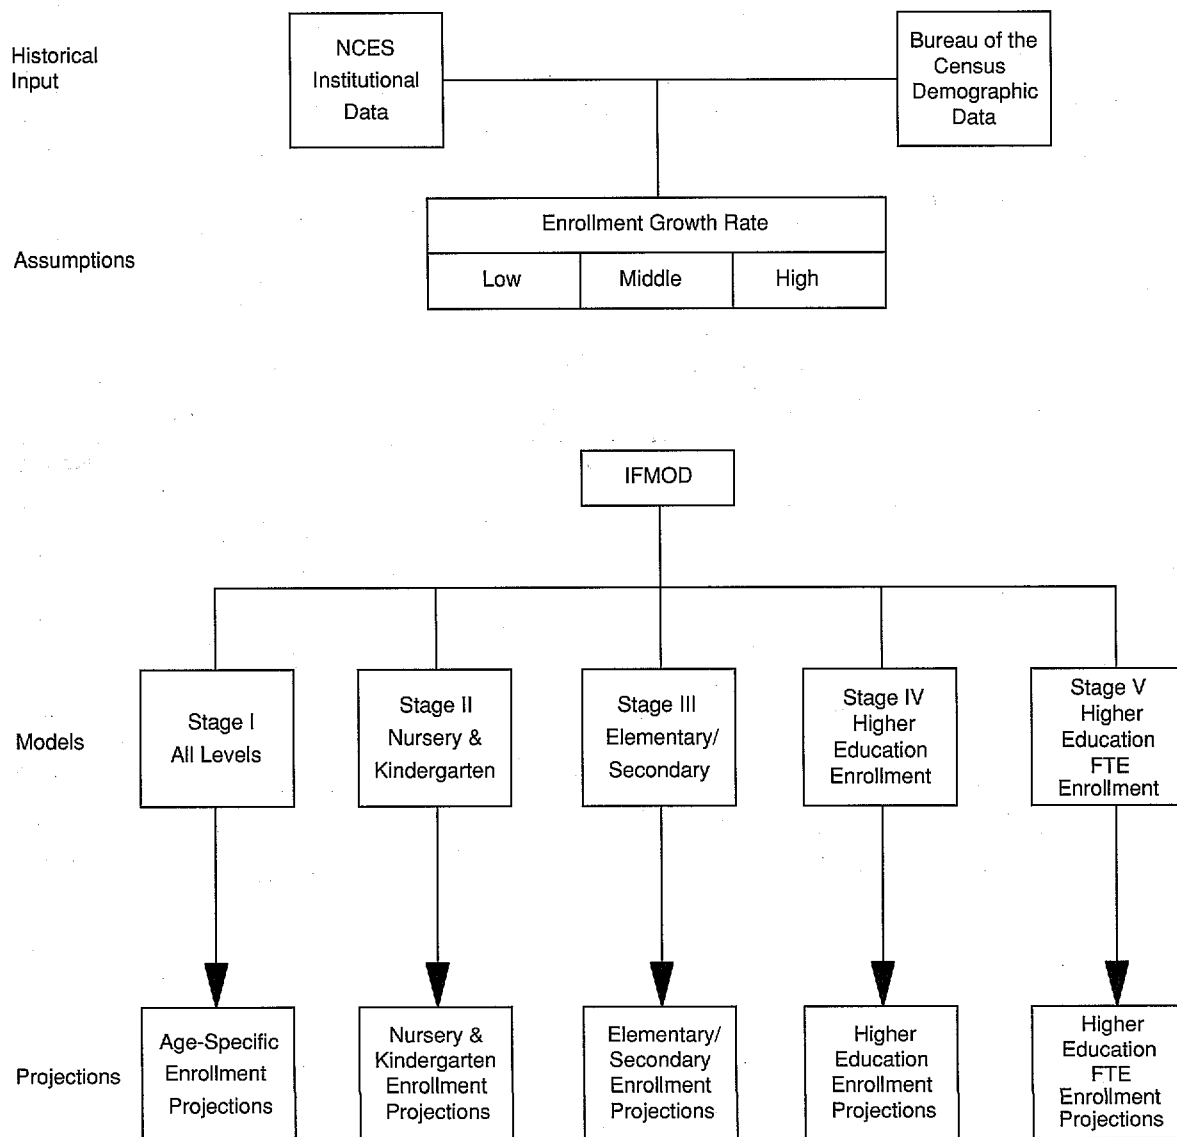 Historical
Input
NCES
Institutional
Data
Bureau of the
Census
Demographic
Data
Assumptions
Enrollment Growth Rate
Low
Middle
High
IFMOD
Models
Stage I
All Levels
Stage II
Nursery &
Kindergarten
Stage III
Elementary/
Secondary
Stage IV
Higher
Education
Enrollment
Stage V
Higher
Education
FTE
Enrollment
Projections
Age-Specific
Enrollment
Projections
Nursery &
Kindergarten
Enrollment
Projections
Elementary/
Secondary
Enrollment
Projections
Higher
Education
Enrollment
Projections
Higher
Education
FTE
Enrollment
Projections